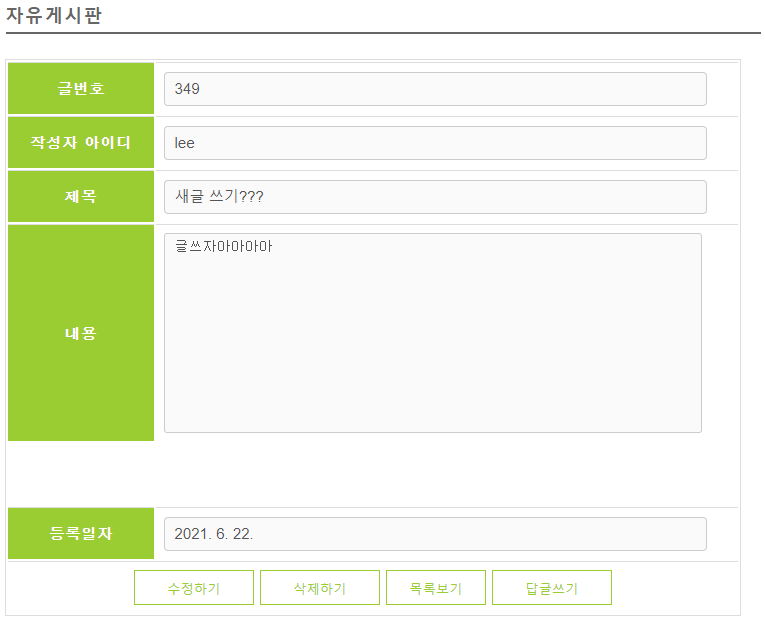 자유게시판
글번호 349
작성자 아이디 lee
제목 새글 쓰기???
글쓰자아아아아
내용
등록일자 2021. 6. 22.
수정하기 삭제하기 목록보기 답글쓰기